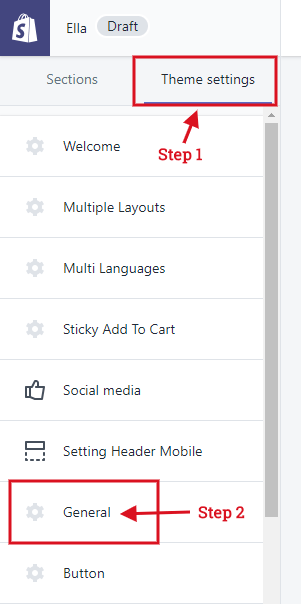 Ella Draft
Sections Theme settings
Step 1
Welcome
Multiple Layouts
Multi Languages
Sticky Add To Cart
Social media
Setting Header Mobile
General Step 2
Button